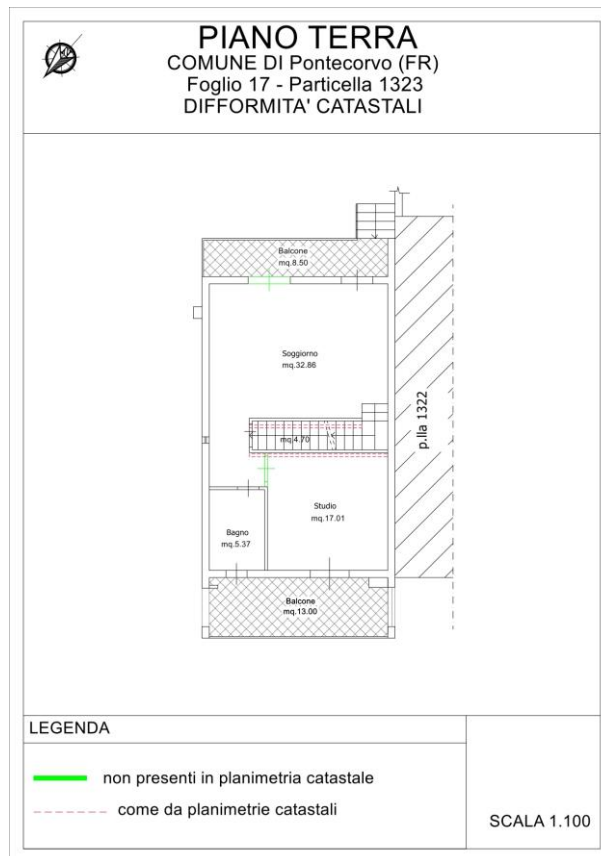 PIANO TERRA
COMUNE DI Pontecorvo (FR)
Foglio 17 - Particella 1323
DIFFORMITA' CATASTALI
Balcone
mq.8.50
Soggiorno
mq.32.86
mq.4.70
p.lla 1322
Studio
mq.17.01
Bagno
mq.5.37
Balcone
mq.13.00
LEGENDA
non presenti in planimetria catastale
come da planimetrie catastali
SCALA 1.100